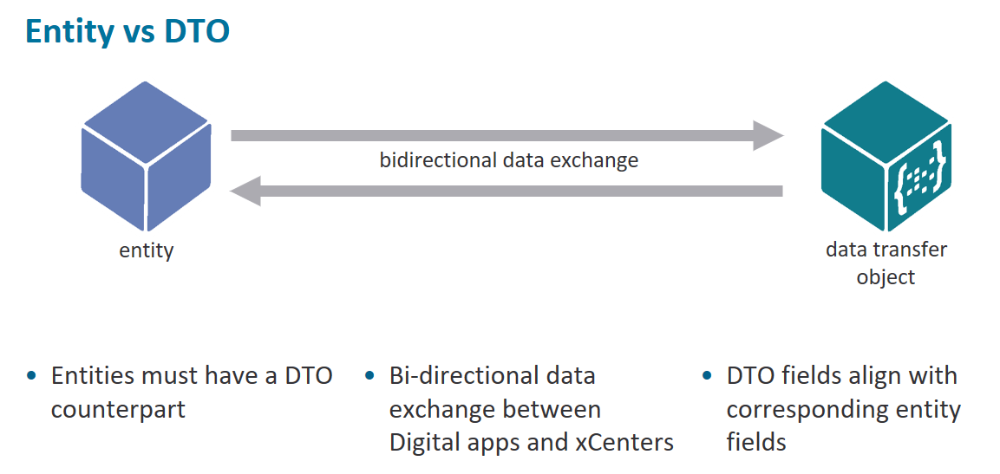 Entity vs DTO
bidirectional data exchange
entity
data transfer
object
• Entities must have a DTO
counterpart
• Bi-directional data
exchange between
Digital apps and xCenters
• DTO fields align with
corresponding entity
fields